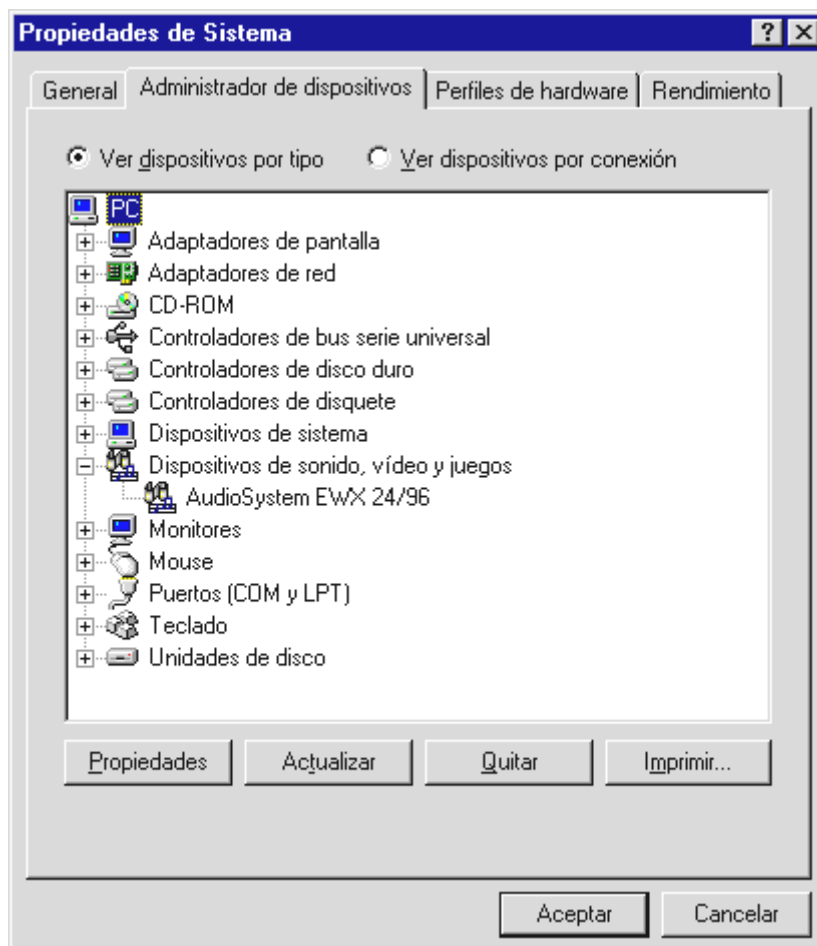 Propiedades de Sistema
General Administrador de dispositivos Perfiles de hardware Rendimiento
Ver dispositivos por tipo Ver dispositivos por conexión
PC
Adaptadores de pantalla
Adaptadores de red
CD-ROM
Controladores de bus serie universal
Controladores de disco duro
Controladores de disquete
Dispositivos de sistema
Dispositivos de sonido, vídeo y juegos
AudioSystem EWX 24/96
Monitores
Mouse
Puertos (COM y LPT)
Teclado
Unidades de disco
Propiedades Actualizar Quitar Imprimir...
Aceptar Cancelar